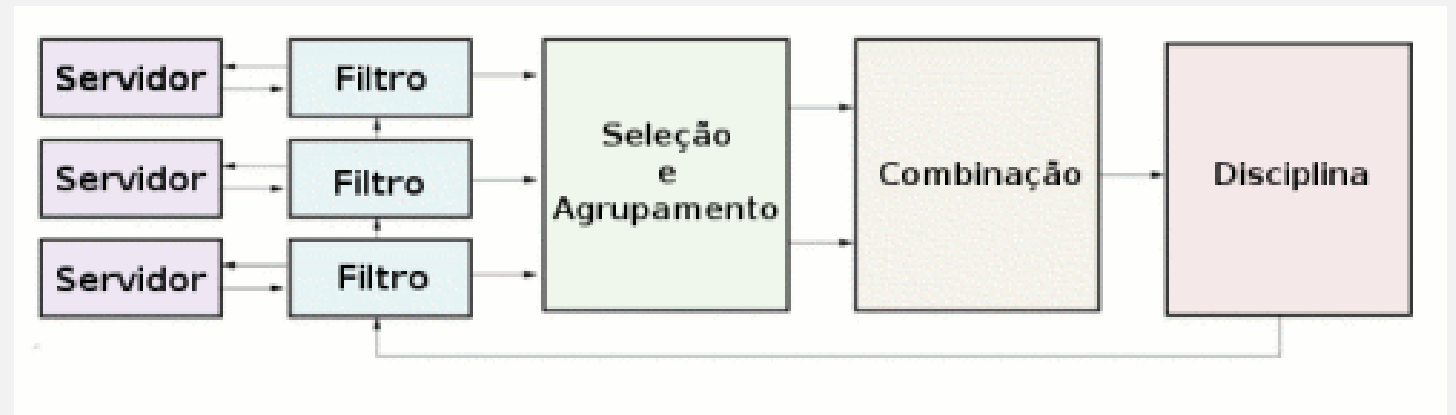 Servidor
Filtro
Servidor
Filtro
Servidor
Filtro
Seleção
e
Agrupamento
Combinação
Disciplina